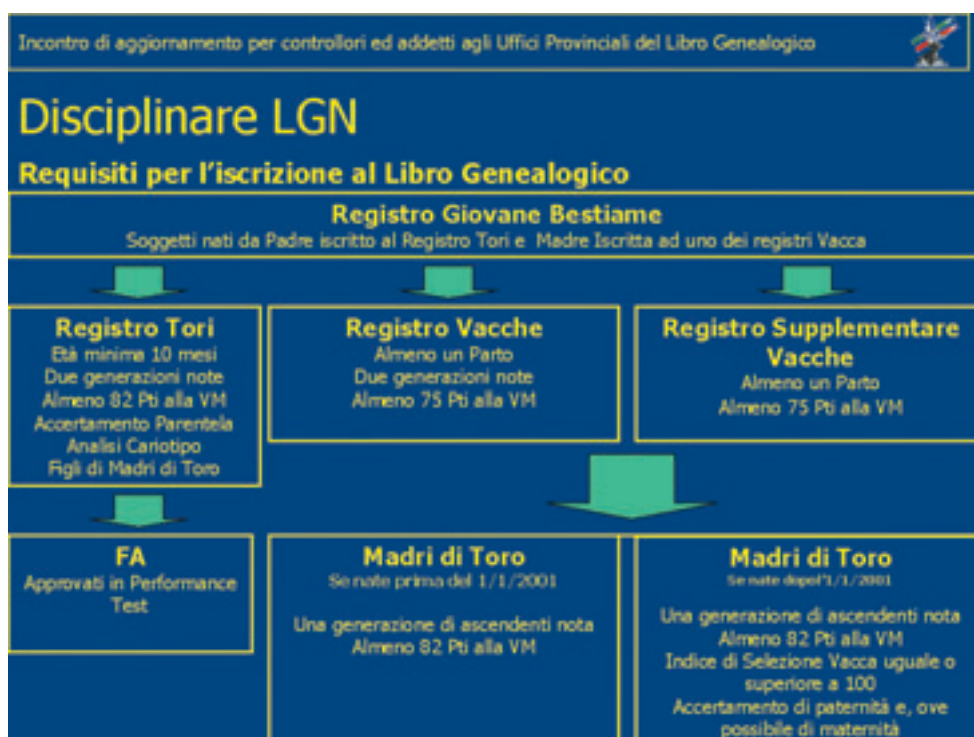 Incontro di aggiornamento per controllori ed addetti agli Uffici Provinciali del Libro Genealogico
Disciplinare LGN
Requisiti per l'iscrizione al Libro Genealogico
Registro Giovane Bestiame
Soggetti nati da Padre iscritto al Registro Tori e Madre Iscritta ad uno dei registri Vacca
Registro Tori
Età minima 10 mesi
Due generazioni note
Almeno 82 Pti alla VM
Accertamento Parentela
Analisi Cariotipo
Figli di Madri di Toro
Registro Vacche
Almeno un Parto
Due generazioni note
Almeno 75 Pti alla VM
Registro Supplementare
Vacche
Almeno un Parto
Almeno 75 Pti alla VM
FA
Approvati in Performance
Test
Madri di Toro
Se nate prima del 1/1/2001
Una generazione di ascendenti nota
Almeno 82 Pti alla VM
Madri di Toro
Se nate dopol'1/1/2001
Una generazione di ascendenti nota
Almeno 82 Pti alla VM
Indice di Selezione Vacca uguale o
superiore a 100
Accertamento di paternità e, ove
possibile di maternità